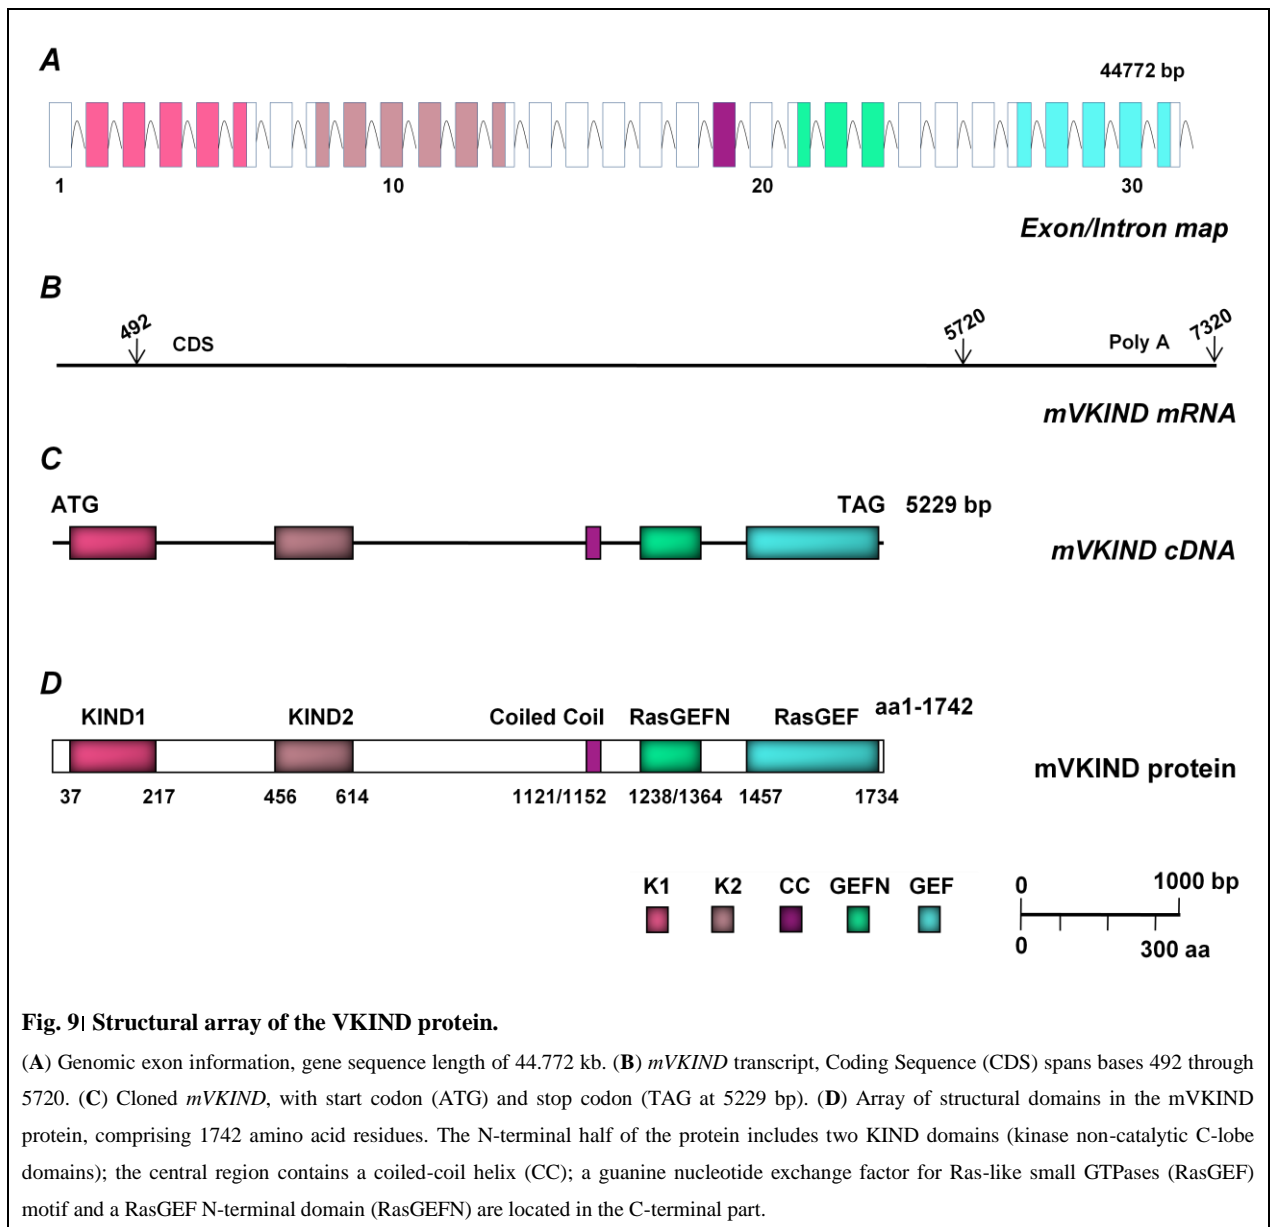 A
44772 bp
1 10 20 30
Exon/Intron map
B
492 CDS 5720 Poly A 7320
mVKIND mRNA
C
ATG TAG 5229 bp
mVKIND cDNA
D
KIND1 KIND2 Coiled Coil RasGEFN RasGEF aa1-1742
mVKIND protein
37 217 456 614 1121/1152 1238/1364 1457 1734
K1 K2 CC GEFN GEF
0 1000 bp
0 300 aa
Fig. 9| Structural array of the VKIND protein.
(A) Genomic exon information, gene sequence length of 44.772 kb. (B) mVKIND transcript, Coding Sequence (CDS) spans bases 492 through
5720. (C) Cloned mVKIND, with start codon (ATG) and stop codon (TAG at 5229 bp). (D) Array of structural domains in the mVKIND
protein, comprising 1742 amino acid residues. The N-terminal half of the protein includes two KIND domains (kinase non-catalytic C-lobe
domains); the central region contains a coiled-coil helix (CC); a guanine nucleotide exchange factor for Ras-like small GTPases (RasGEF)
motif and a RasGEF N-terminal domain (RasGEFN) are located in the C-terminal part.